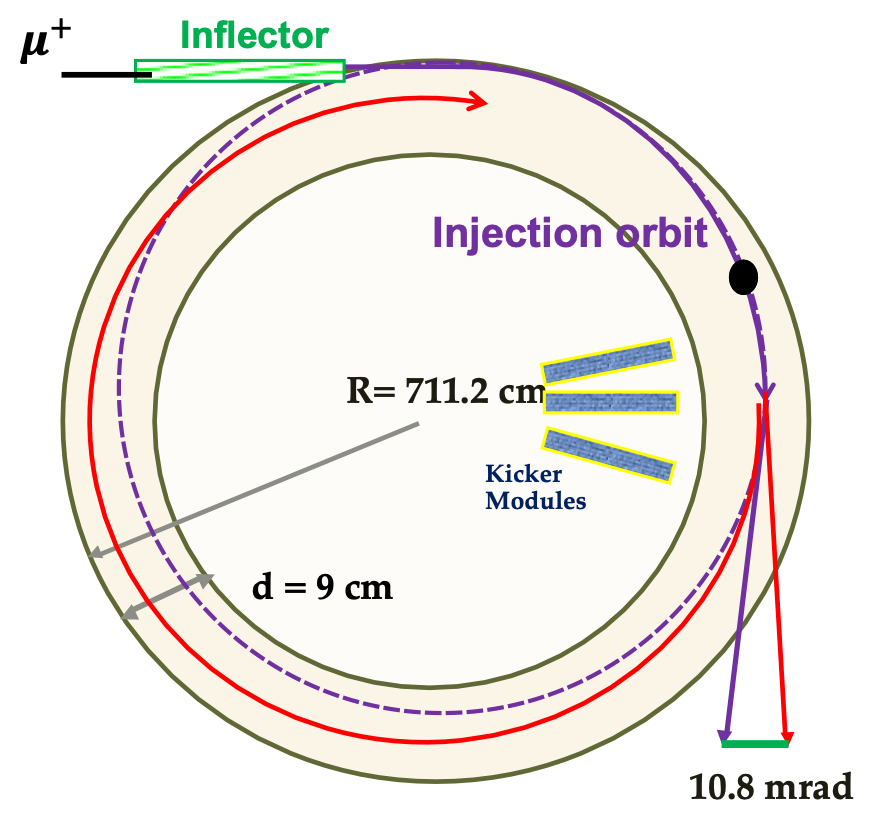 μ⁺
Inflector
Injection orbit
R= 711.2 cm
Kicker
Modules
d = 9 cm
10.8 mrad